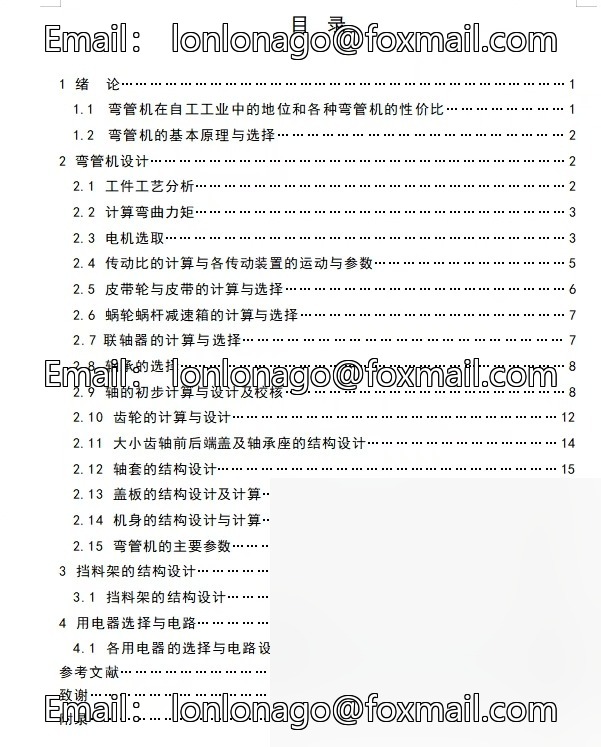 目 录
Email： lonlonago@foxmail.com
1 绪 论………………………………………………………1
1.1 弯管机在自工工业中的地位和各种弯管机的性价比………………1
1.2 弯管机的基本原理与选择……………………………………2
2 弯管机设计……………………………………………………2
2.1 工件工艺分析………………………………………………2
2.2 计算弯曲力矩………………………………………………3
2.3 电机选取……………………………………………………3
2.4 传动比的计算与各传动装置的运动与参数………………………5
2.5 皮带轮与皮带的计算与选择……………………………………6
2.6 蜗轮蜗杆减速箱的计算与选择…………………………………7
2.7 联轴器的计算与选择…………………………………………7
2.8 轴承的选择…………………………………………………8
Email： lonlonago@foxmail.com
2.9 轴的初步计算与设计及校核……………………………………8
2.10 齿轮的计算与设计…………………………………………12
2.11 大小齿轴前后端盖及轴承座的结构设计………………………14
2.12 轴套的结构设计……………………………………………15
2.13 盖板的结构设计及计算…
2.14 机身的结构设计与计算…
2.15 弯管机的主要参数……
3 挡料架的结构设计…………
3.1 挡料架的结构设计………
4 用电器选择与电路…………
4.1 各用电器的选择与电路设
参考文献……………………
致谢…………………………
Email： lonlonago@foxmail.com
附录…………………………